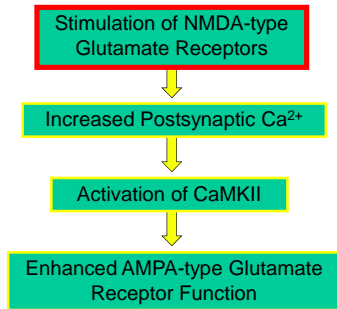 Stimulation of NMDA-type
Glutamate Receptors
Increased Postsynaptic Ca²⁺
Activation of CaMKII
Enhanced AMPA-type Glutamate
Receptor Function